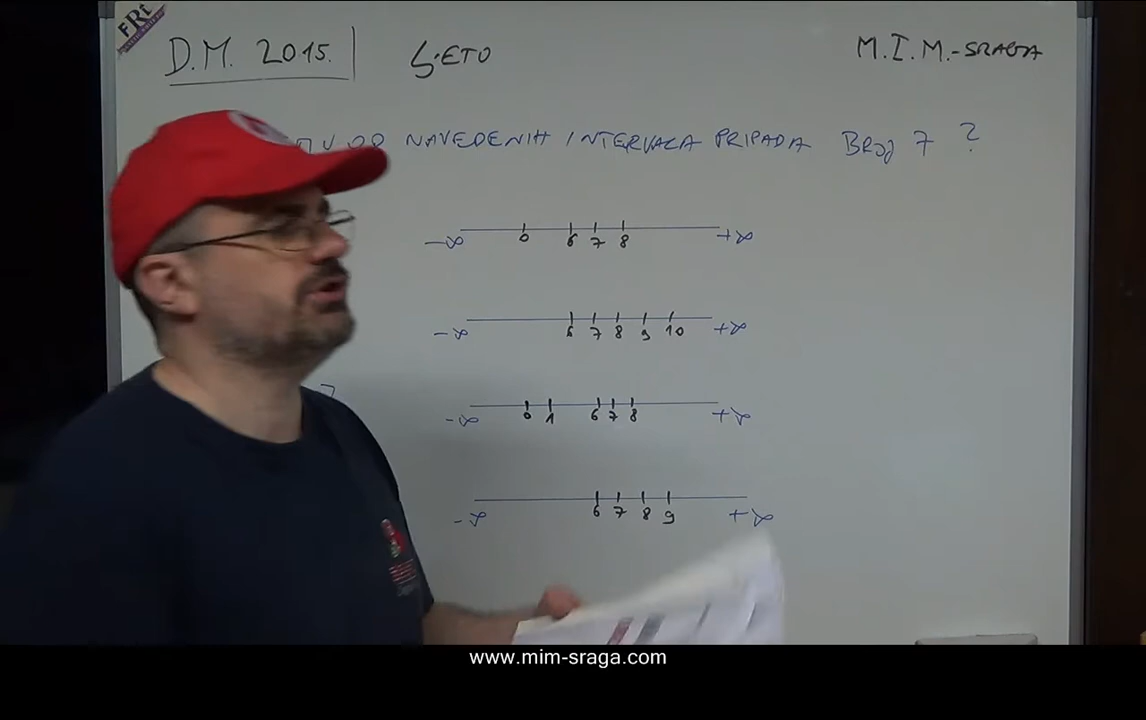 FRI
D.M. 2015.
LJETO
M.I.M.-SRAGA
OD NAVEDENIH INTERVALA PRIPADA BROJ 7 ?
-∞ 0 6 7 8 +∞
-∞ 6 7 8 9 10 +∞
-∞ 0 1 6 7 8 +∞
-∞ 6 7 8 9 +∞
www.mim-sraga.com